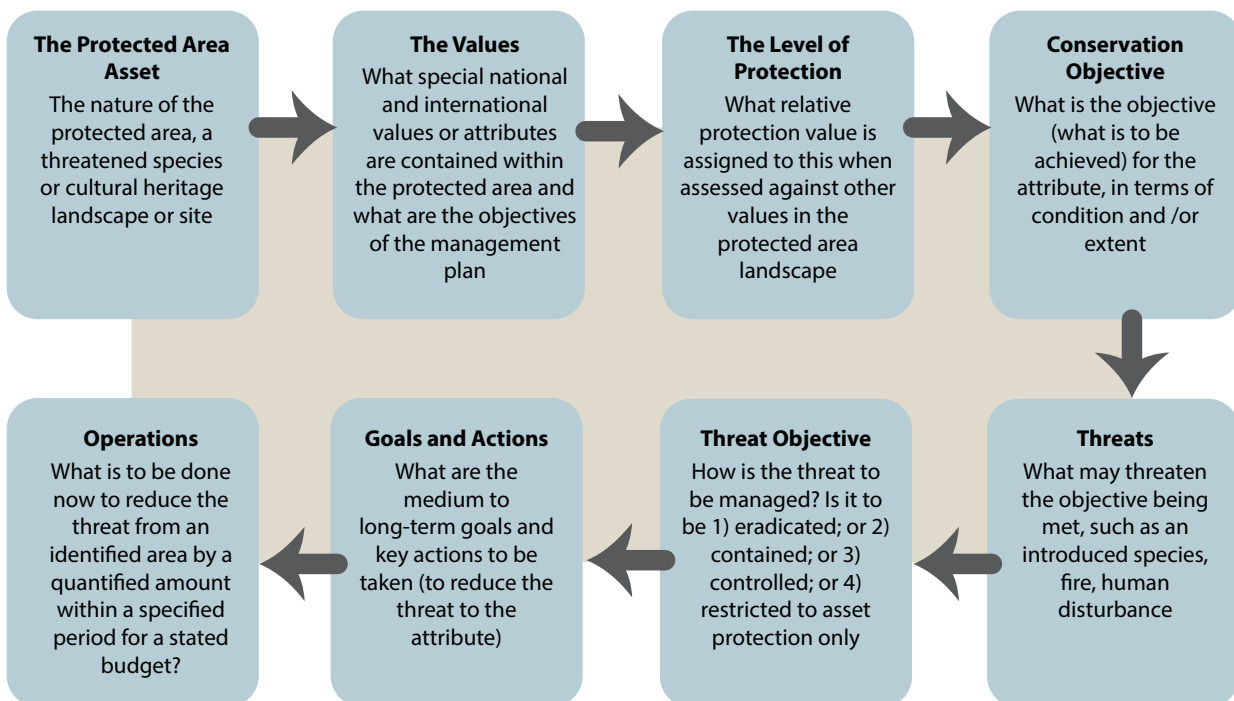 The Protected Area
Asset
The nature of the
protected area, a
threatened species
or cultural heritage
landscape or site
The Values
What special national
and international
values or attributes
are contained within
the protected area and
what are the objectives
of the management
plan
The Level of
Protection
What relative
protection value is
assigned to this when
assessed against other
values in the
protected area
landscape
Conservation
Objective
What is the objective
(what is to be
achieved) for the
attribute, in terms of
condition and /or
extent
Threats
What may threaten
the objective being
met, such as an
introduced species,
fire, human
disturbance
Threat Objective
How is the threat to
be managed? Is it to
be 1) eradicated; or 2)
contained; or 3)
controlled; or 4)
restricted to asset
protection only
Goals and Actions
What are the
medium to
long-term goals and
key actions to be
taken (to reduce the
threat to the
attribute)
Operations
What is to be done
now to reduce the
threat from an
identified area by a
quantified amount
within a specified
period for a stated
budget?